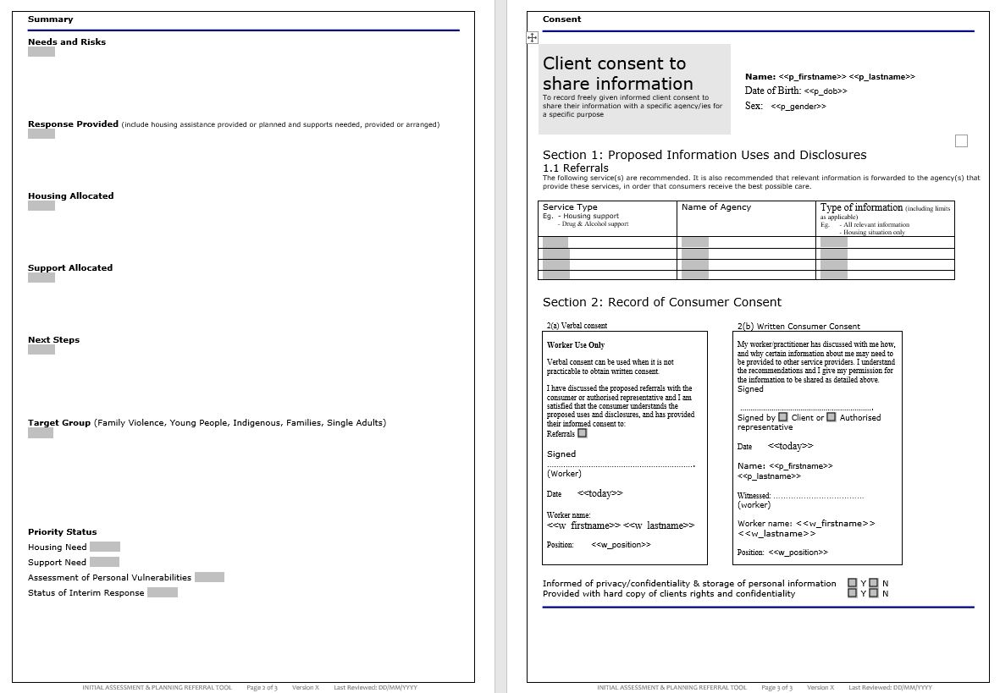 Summary
Needs and Risks
Response Provided (include housing assistance provided or planned and supports needed, provided or arranged)
Housing Allocated
Support Allocated
Next Steps
Target Group (Family Violence, Young People, Indigenous, Families, Single Adults)
Priority Status
Housing Need
Support Need
Assessment of Personal Vulnerabilities
Status of Interim Response
INITIAL ASSESSMENT & PLANNING REFERRAL TOOL Page 2 of 3 Version X Last Reviewed: DD/MM/YYYY
Consent
Client consent to
share information
To record freely given informed client consent to
share their information with a specific agency/ies for
a specific purpose
Name: <<p_firstname>> <<p_lastname>>
Date of Birth: <<p_dob>>
Sex: <<p_gender>>
Section 1: Proposed Information Uses and Disclosures
1.1 Referrals
The following service(s) are recommended. It is also recommended that relevant information is forwarded to the agency(s) that
provide these services, in order that consumers receive the best possible care.
Service Type
Eg. - Housing support
- Drug & Alcohol support
Name of Agency
Type of information (including limits
as applicable)
Eg. - All relevant information
- Housing situation only
Section 2: Record of Consumer Consent
2(a) Verbal consent
Worker Use Only
Verbal consent can be used when it is not
practicable to obtain written consent.
I have discussed the proposed referrals with the
consumer or authorised representative and I am
satisfied that the consumer understands the
proposed uses and disclosures, and has provided
their informed consent to:
Referrals
Signed
..........................................................
(Worker)
Date <<today>>
Worker name:
<<w_firstname>> <<w_lastname>>
Position: <<w_position>>
2(b) Written Consumer Consent
My worker/practitioner has discussed with me how,
and why certain information about me may need to
be provided to other service providers. I understand
the recommendations and I give my permission for
the information to be shared as detailed above.
Signed
....................................................
Signed by Client or Authorised
representative
Date <<today>>
Name: <<p_firstname>>
<<p_lastname>>
Witnessed: ....................................
(worker)
Worker name: <<w_firstname>>
<<w_lastname>>
Position: <<w_position>>
Informed of privacy/confidentiality & storage of personal information Y N
Provided with hard copy of clients rights and confidentiality Y N
INITIAL ASSESSMENT & PLANNING REFERRAL TOOL Page 3 of 3 Version X Last Reviewed: DD/MM/YYYY